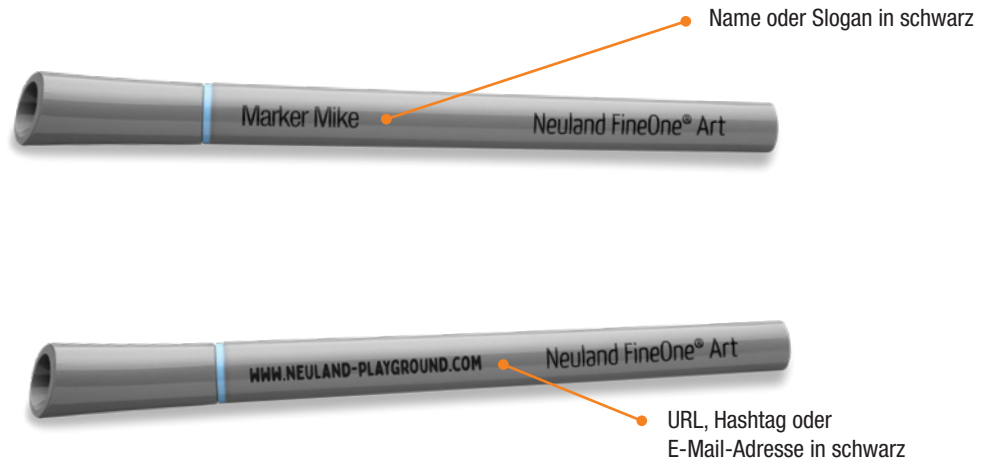 Name oder Slogan in schwarz
Marker Mike
Neuland FineOne® Art
WWW.NEULAND-PLAYGROUND.COM
Neuland FineOne® Art
URL, Hashtag oder
E-Mail-Adresse in schwarz